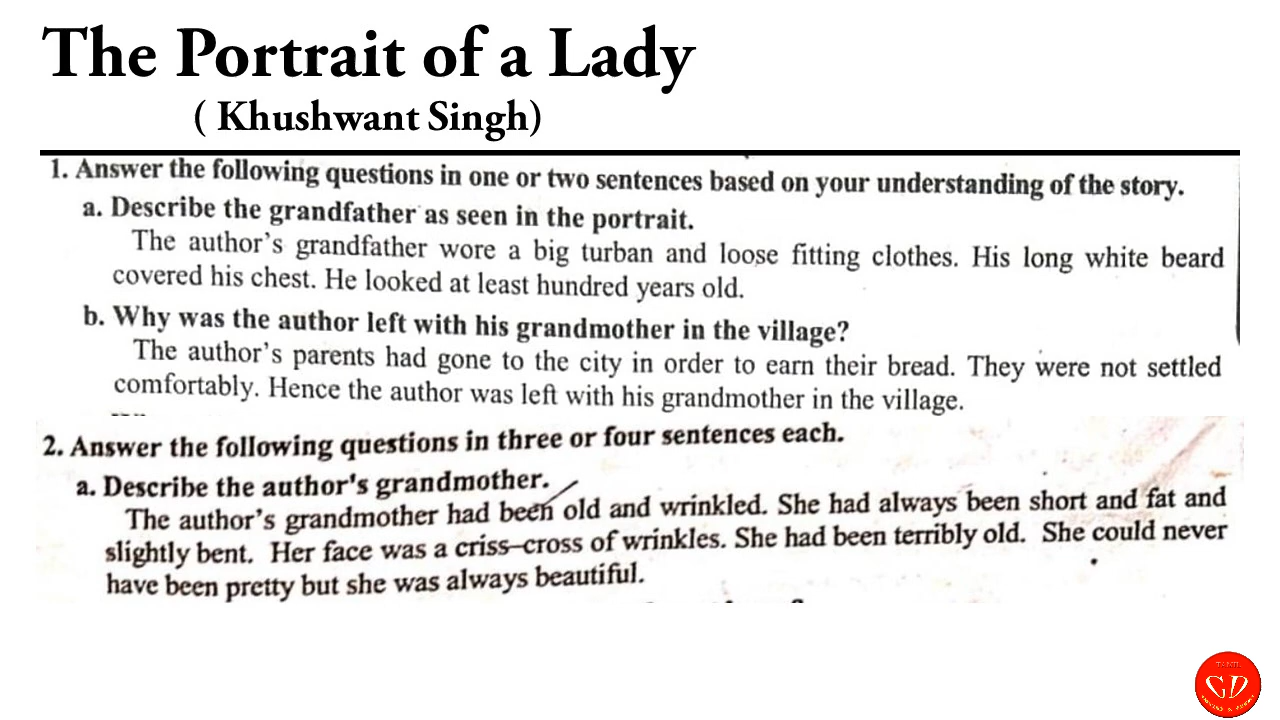 The Portrait of a Lady
( Khushwant Singh)
1. Answer the following questions in one or two sentences based on your understanding of the story.
a. Describe the grandfather as seen in the portrait.
The author's grandfather wore a big turban and loose fitting clothes. His long white beard
covered his chest. He looked at least hundred years old.
b. Why was the author left with his grandmother in the village?
The author's parents had gone to the city in order to earn their bread. They were not settled
comfortably. Hence the author was left with his grandmother in the village.
2. Answer the following questions in three or four sentences each.
a. Describe the author's grandmother.
The author's grandmother had been old and wrinkled. She had always been short and fat and
slightly bent. Her face was a criss–cross of wrinkles. She had been terribly old. She could never
have been pretty but she was always beautiful.
GD